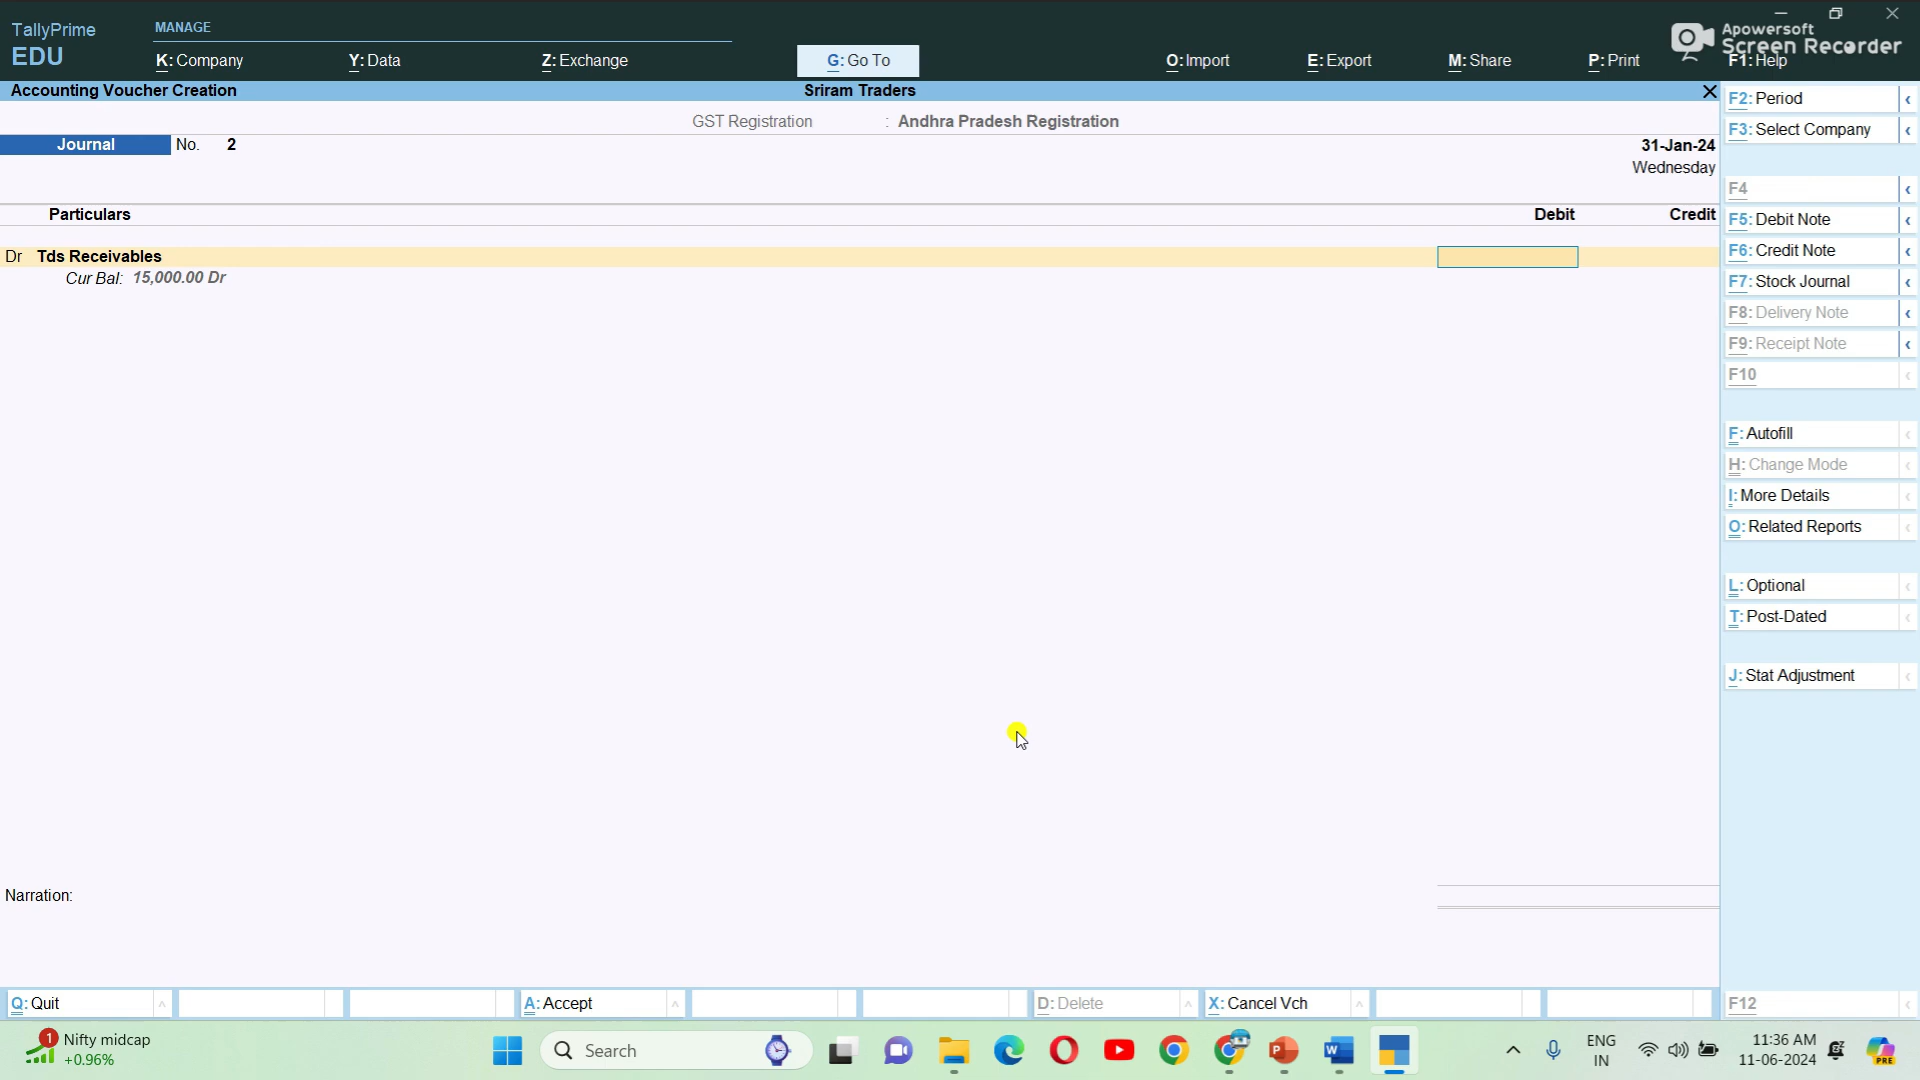 TallyPrime
EDU
MANAGE
K: Company
Y: Data
Z: Exchange
G: Go To
O: Import
E: Export
M: Share
P: Print
F1: Help
Apowersoft
Screen Recorder
Accounting Voucher Creation
Sriram Traders
GST Registration : Andhra Pradesh Registration
Journal No. 2
31-Jan-24
Wednesday
Particulars
Debit
Credit
Dr Tds Receivables
Cur Bal: 15,000.00 Dr
Narration:
F2: Period
F3: Select Company
F4
F5: Debit Note
F6: Credit Note
F7: Stock Journal
F8: Delivery Note
F9: Receipt Note
F10
F: Autofill
H: Change Mode
I: More Details
O: Related Reports
L: Optional
T: Post-Dated
J: Stat Adjustment
F12
Q: Quit
A: Accept
D: Delete
X: Cancel Vch
1
Nifty midcap
+0.96%
Search
ENG
IN
11:36 AM
11-06-2024
PRE